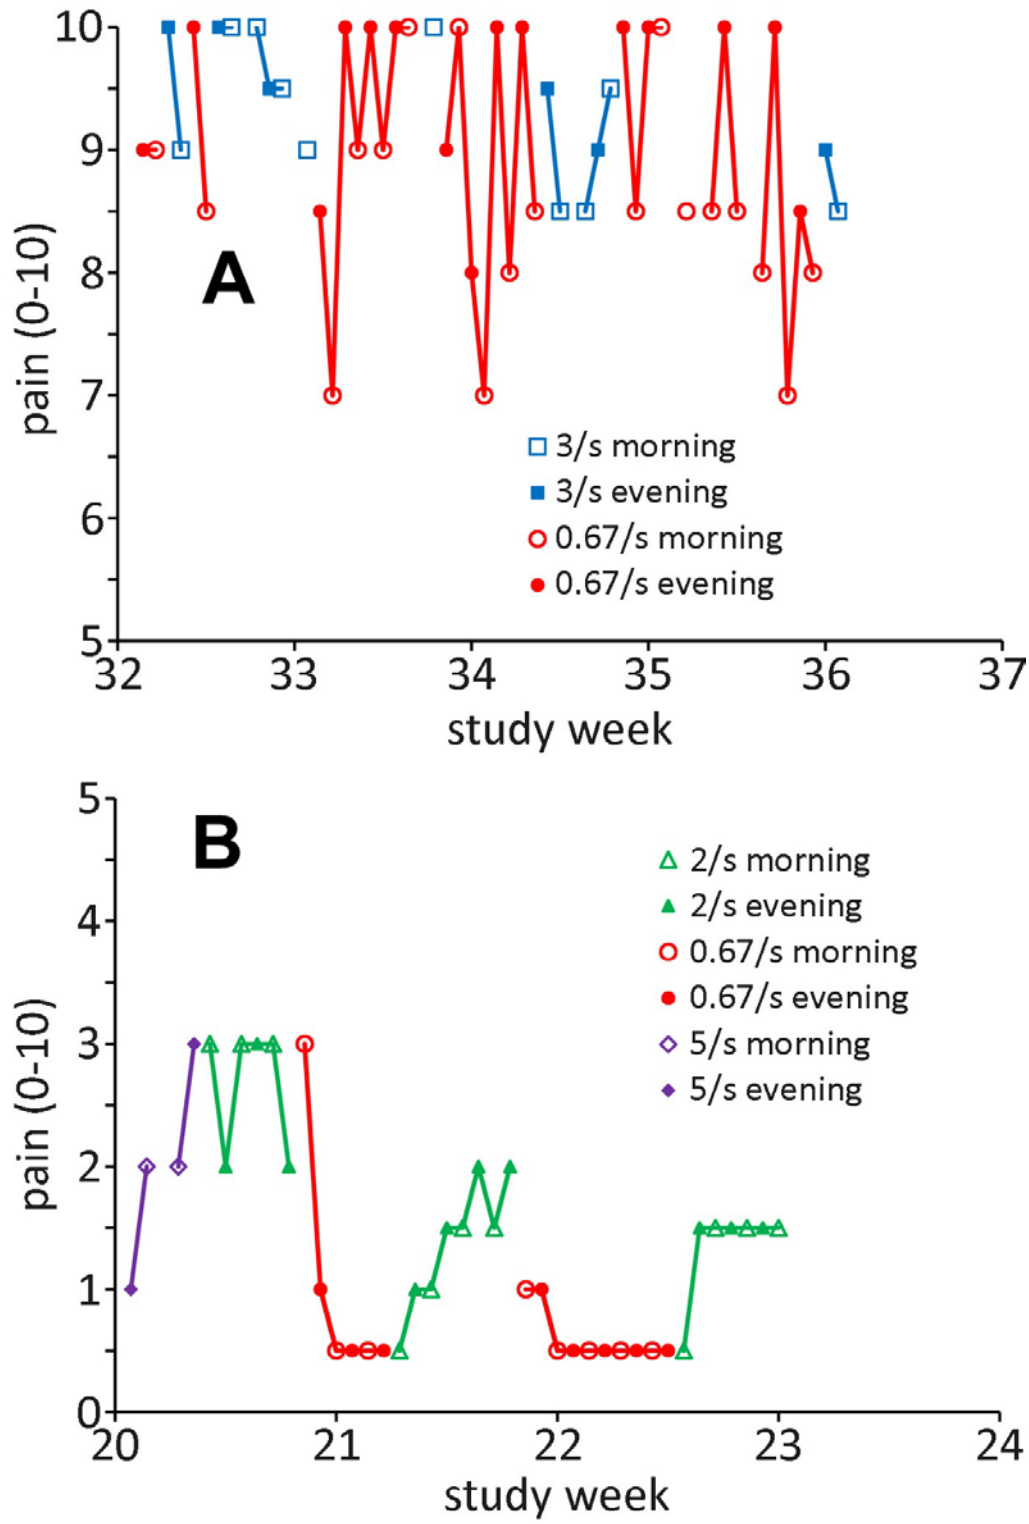 10
9
8
7
6
5
pain (0-10)
A
3/s morning
3/s evening
0.67/s morning
0.67/s evening
32 33 34 35 36 37
study week
5
4
3
2
1
0
pain (0-10)
B
2/s morning
2/s evening
0.67/s morning
0.67/s evening
5/s morning
5/s evening
20 21 22 23 24
study week